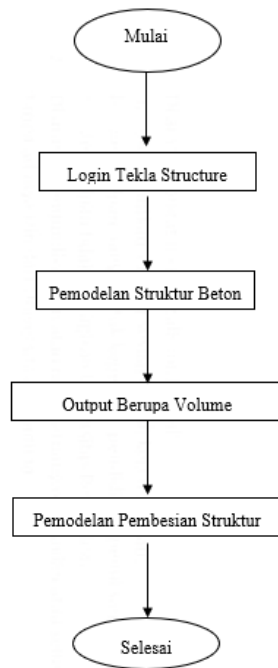 Mulai
Login Tekla Structure
Pemodelan Struktur Beton
Output Berupa Volume
Pemodelan Pembesian Struktur
Selesai